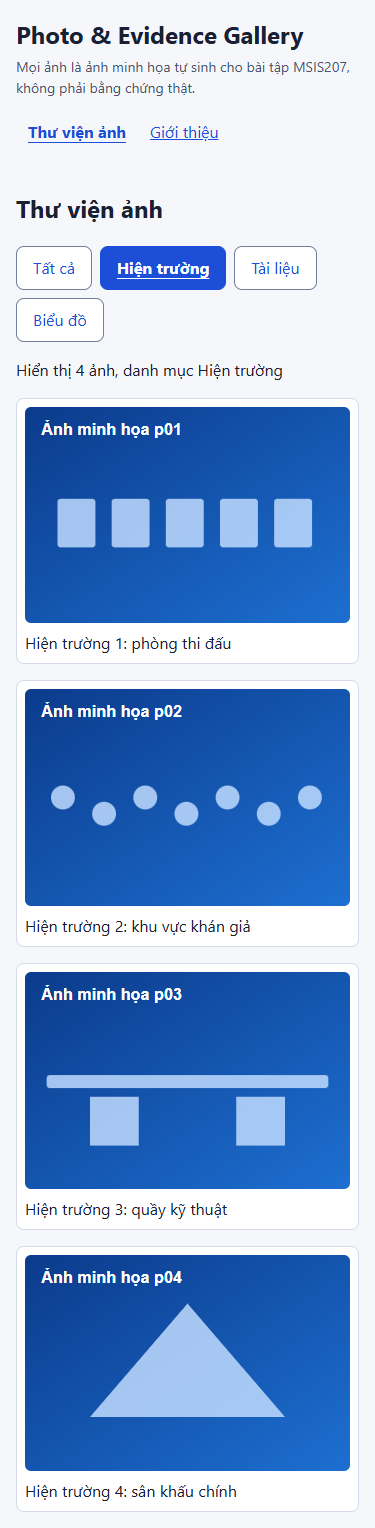 Photo & Evidence Gallery
Mọi ảnh là ảnh minh họa tự sinh cho bài tập MSIS207,
không phải bằng chứng thật.
Thư viện ảnh Giới thiệu
Thư viện ảnh
Tất cả Hiện trường Tài liệu
Biểu đồ
Hiển thị 4 ảnh, danh mục Hiện trường
Ảnh minh họa p01
Hiện trường 1: phòng thi đấu
Ảnh minh họa p02
Hiện trường 2: khu vực khán giả
Ảnh minh họa p03
Hiện trường 3: quầy kỹ thuật
Ảnh minh họa p04
Hiện trường 4: sân khấu chính